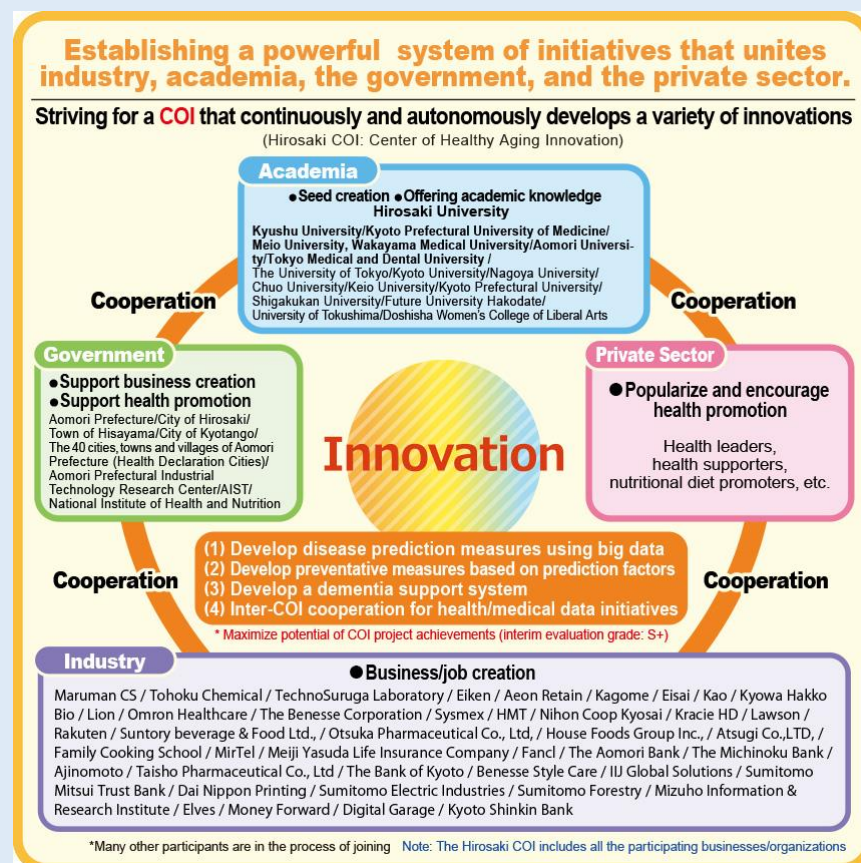 Establishing a powerful system of initiatives that unites
industry, academia, the government, and the private sector.
Striving for a COI that continuously and autonomously develops a variety of innovations
(Hirosaki COI: Center of Healthy Aging Innovation)
Academia
●Seed creation ●Offering academic knowledge
Hirosaki University
Kyushu University/Kyoto Prefectural University of Medicine/
Meio University, Wakayama Medical University/Aomori Universi-
ty/Tokyo Medical and Dental University /
The University of Tokyo/Kyoto University/Nagoya University/
Chuo University/Keio University/Kyoto Prefectural University/
Shigakukan University/Future University Hakodate/
University of Tokushima/Doshisha Women's College of Liberal Arts
Cooperation
Cooperation
Government
●Support business creation
●Support health promotion
Aomori Prefecture/City of Hirosaki/
Town of Hisayama/City of Kyotango/
The 40 cities, towns and villages of Aomori
Prefecture (Health Declaration Cities)/
Aomori Prefectural Industrial
Technology Research Center/AIST/
National Institute of Health and Nutrition
Private Sector
●Popularize and encourage
health promotion
Health leaders,
health supporters,
nutritional diet promoters, etc.
Innovation
(1) Develop disease prediction measures using big data
(2) Develop preventative measures based on prediction factors
(3) Develop a dementia support system
(4) Inter-COI cooperation for health/medical data initiatives
* Maximize potential of COI project achievements (interim evaluation grade: S+)
Cooperation
Cooperation
Industry
●Business/job creation
Maruman CS / Tohoku Chemical / TechnoSuruga Laboratory / Eiken / Aeon Retain / Kagome / Eisai / Kao / Kyowa Hakko
Bio / Lion / Omron Healthcare / The Benesse Corporation / Sysmex / HMT / Nihon Coop Kyosai / Kracie HD / Lawson /
Rakuten / Suntory beverage & Food Ltd., / Otsuka Pharmaceutical Co., Ltd, / House Foods Group Inc., / Atsugi Co.,LTD, /
Family Cooking School / MirTel / Meiji Yasuda Life Insurance Company / Fancl / The Aomori Bank / The Michinoku Bank /
Ajinomoto / Taisho Pharmaceutical Co., Ltd / The Bank of Kyoto / Benesse Style Care / IIJ Global Solutions / Sumitomo
Mitsui Trust Bank / Dai Nippon Printing / Sumitomo Electric Industries / Sumitomo Forestry / Mizuho Information &
Research Institute / Elves / Money Forward / Digital Garage / Kyoto Shinkin Bank
*Many other participants are in the process of joining Note: The Hirosaki COI includes all the participating businesses/organizations